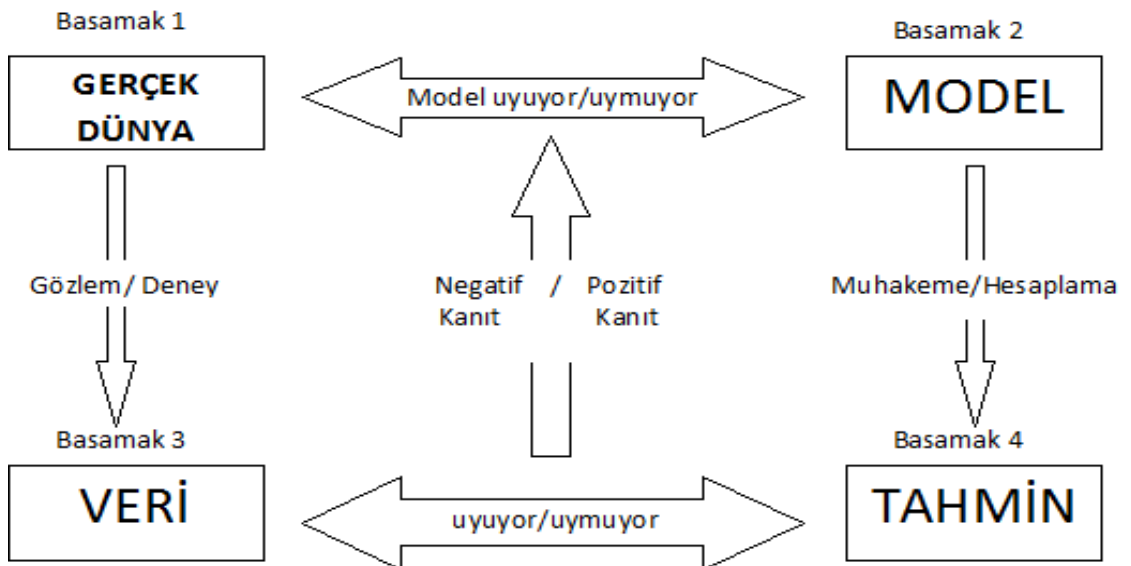 Basamak 1
Basamak 2
GERÇEK
DÜNYA
Model uyuyor/uymuyor
MODEL
Gözlem/ Deney
Negatif / Pozitif
Kanıt Kanıt
Muhakeme/Hesaplama
Basamak 3
Basamak 4
VERİ
uyuyor/uymuyor
TAHMİN